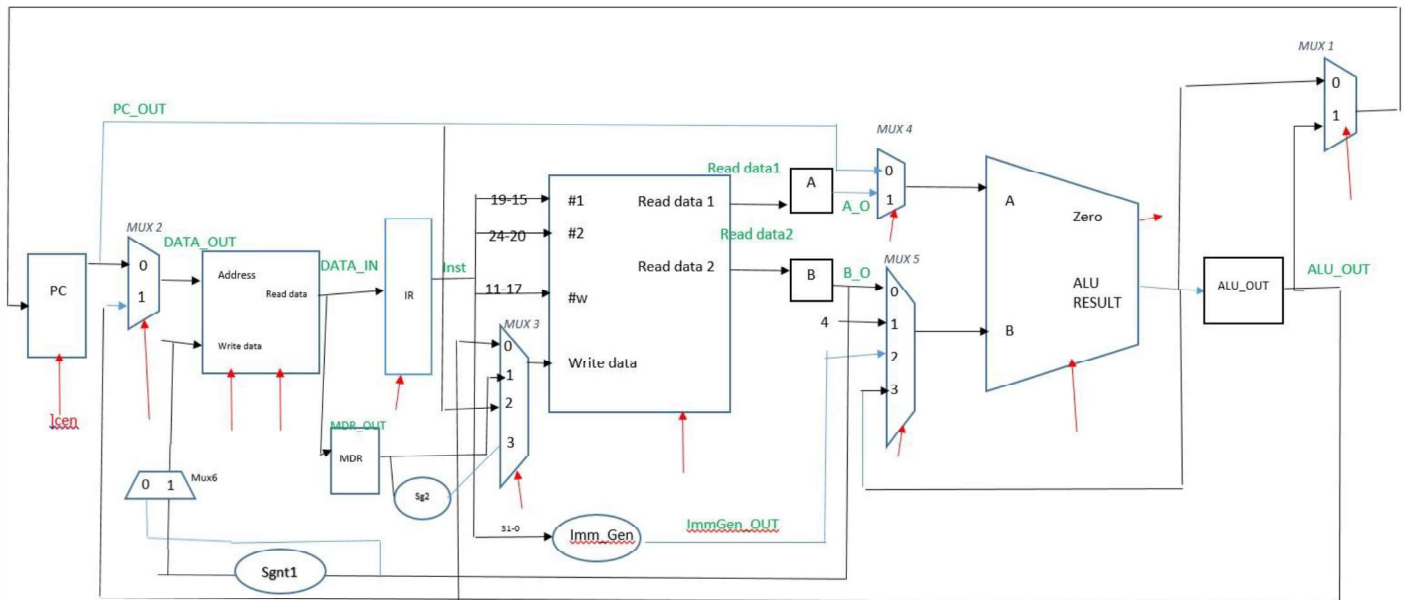 MUX 1
0
1
PC_OUT
MUX 4
0
1
Read data1
A
A_O
19-15
#1
Read data 1
24-20
#2
Read data2
Read data 2
11-17
#w
Write data
A
Zero
ALU
RESULT
B
MUX 2
0
1
DATA_OUT
Address
Read data
Write data
DATA_IN
IR
Inst
PC
lcen
B
B_O
MUX 5
0
4
1
2
3
ALU_OUT
ALU_OUT
MUX 3
0
1
2
3
MDR_OUT
MDR
Sg2
0 1
Mux6
31-0
Imm_Gen
ImmGen_OUT
Sgnt1